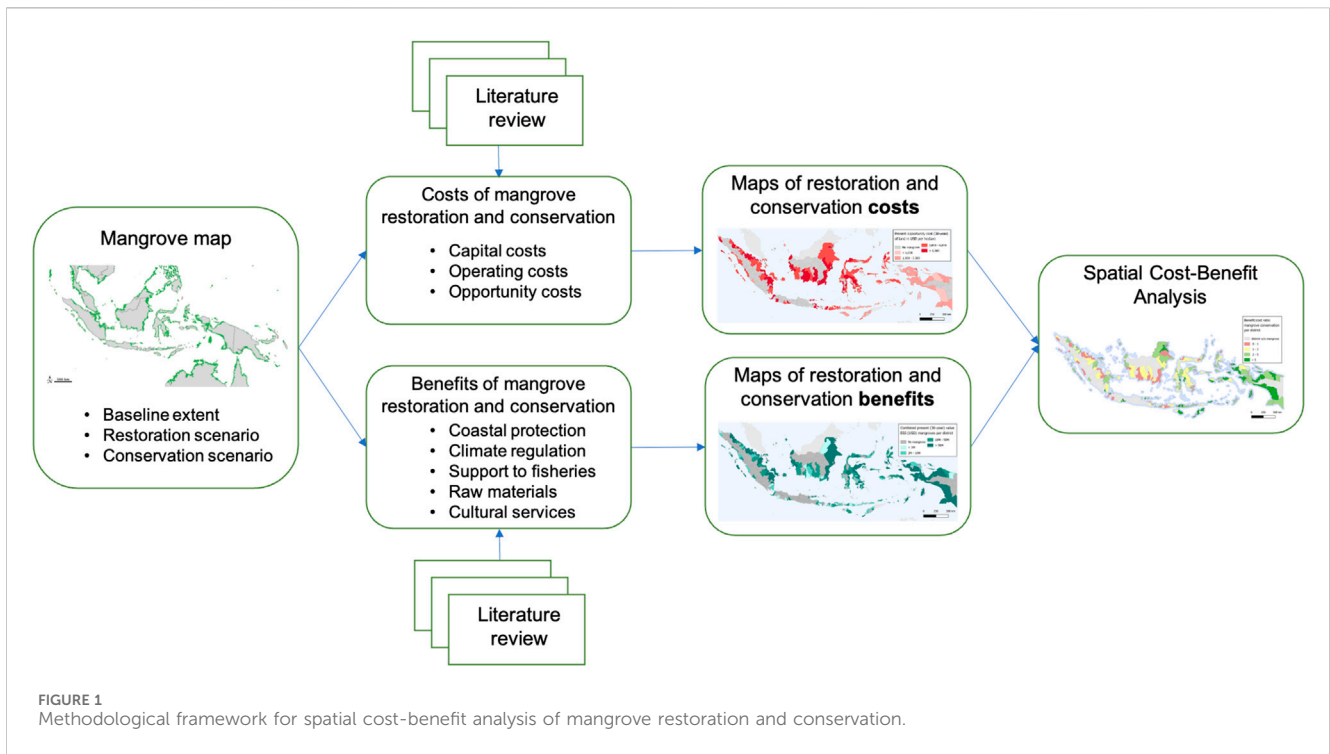 Literature
review
Mangrove map
• Baseline extent
• Restoration scenario
• Conservation scenario
Costs of mangrove
restoration and conservation
• Capital costs
• Operating costs
• Opportunity costs
Benefits of mangrove
restoration and conservation
• Coastal protection
• Climate regulation
• Support to fisheries
• Raw materials
• Cultural services
Literature
review
Maps of restoration and
conservation costs
Maps of restoration and
conservation benefits
Spatial Cost-Benefit
Analysis
FIGURE 1
Methodological framework for spatial cost-benefit analysis of mangrove restoration and conservation.